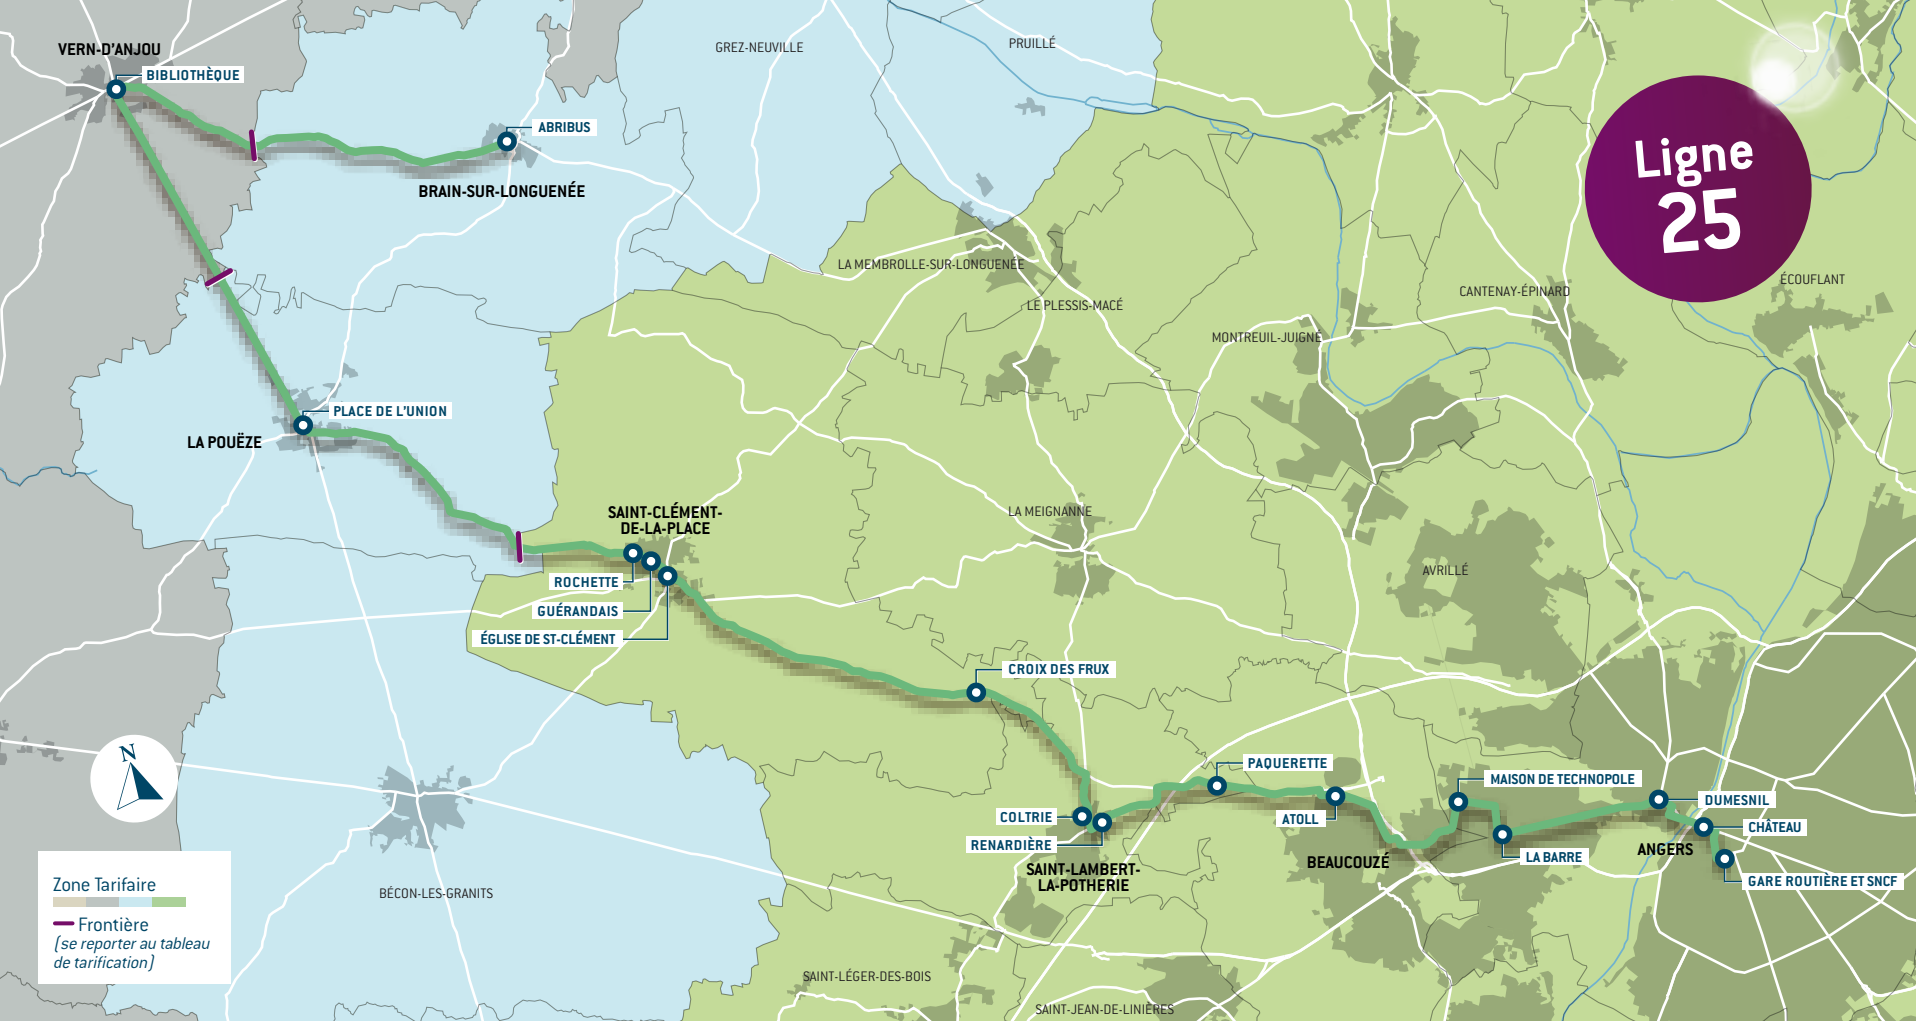 GREZ-NEUVILLE
PRUILLÉ
VERN-D'ANJOU
BIBLIOTHÈQUE
ABRIBUS
BRAIN-SUR-LONGUENÉE
Ligne
25
LA MEMBROLLE-SUR-LONGUENÉE
LE PLESSIS-MACÉ
CANTENAY-ÉPINARD
ÉCOUFLANT
MONTREUIL-JUIGNÉ
PLACE DE L'UNION
LA POUËZE
SAINT-CLÉMENT-
DE-LA-PLACE
LA MEIGNANNE
AVRILLÉ
ROCHETTE
GUÉRANDAIS
ÉGLISE DE ST-CLÉMENT
CROIX DES FRUX
N
PAQUERETTE
MAISON DE TECHNOPOLE
COLTRIE
ATOLL
DUMESNIL
CHÂTEAU
RENARDIÈRE
SAINT-LAMBERT-
LA-POTHERIE
BEAUCOUZÉ
LA BARRE
ANGERS
GARE ROUTIÈRE ET SNCF
BÉCON-LES-GRANITS
Zone Tarifaire
Frontière
(se reporter au tableau
de tarification)
SAINT-LÉGER-DES-BOIS
SAINT-JEAN-DE-LINIÈRES